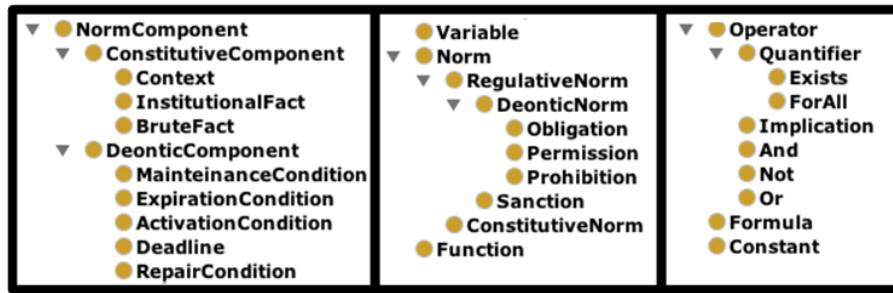 NormComponent
ConstitutiveComponent
Context
InstitutionalFact
BruteFact
DeonticComponent
MainteinanceCondition
ExpirationCondition
ActivationCondition
Deadline
RepairCondition
Variable
Norm
RegulativeNorm
DeonticNorm
Obligation
Permission
Prohibition
Sanction
ConstitutiveNorm
Function
Operator
Quantifier
Exists
ForAll
Implication
And
Not
Or
Formula
Constant